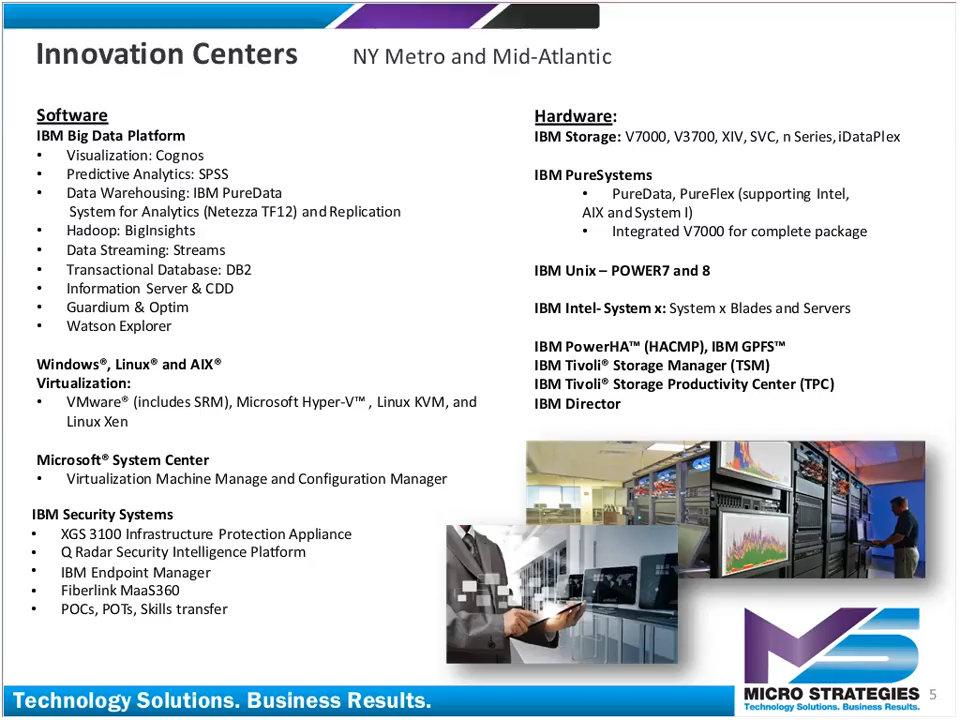 Innovation Centers NY Metro and Mid-Atlantic
Software
IBM Big Data Platform
• Visualization: Cognos
• Predictive Analytics: SPSS
• Data Warehousing: IBM PureData
System for Analytics (Netezza TF12) and Replication
• Hadoop: BigInsights
• Data Streaming: Streams
• Transactional Database: DB2
• Information Server & CDD
• Guardium & Optim
• Watson Explorer
Windows®, Linux® and AIX®
Virtualization:
• VMware® (includes SRM), Microsoft Hyper-V™ , Linux KVM, and
Linux Xen
Microsoft® System Center
• Virtualization Machine Manage and Configuration Manager
IBM Security Systems
• XGS 3100 Infrastructure Protection Appliance
• Q Radar Security Intelligence Platform
• IBM Endpoint Manager
• Fiberlink MaaS360
• POCs, POTs, Skills transfer
Hardware:
IBM Storage: V7000, V3700, XIV, SVC, n Series, iDataPlex
IBM PureSystems
• PureData, PureFlex (supporting Intel,
AIX and System I)
• Integrated V7000 for complete package
IBM Unix – POWER7 and 8
IBM Intel- System x: System x Blades and Servers
IBM PowerHA™ (HACMP), IBM GPFS™
IBM Tivoli® Storage Manager (TSM)
IBM Tivoli® Storage Productivity Center (TPC)
IBM Director
MS
MICRO STRATEGIES
Technology Solutions. Business Results.
Technology Solutions. Business Results.
5